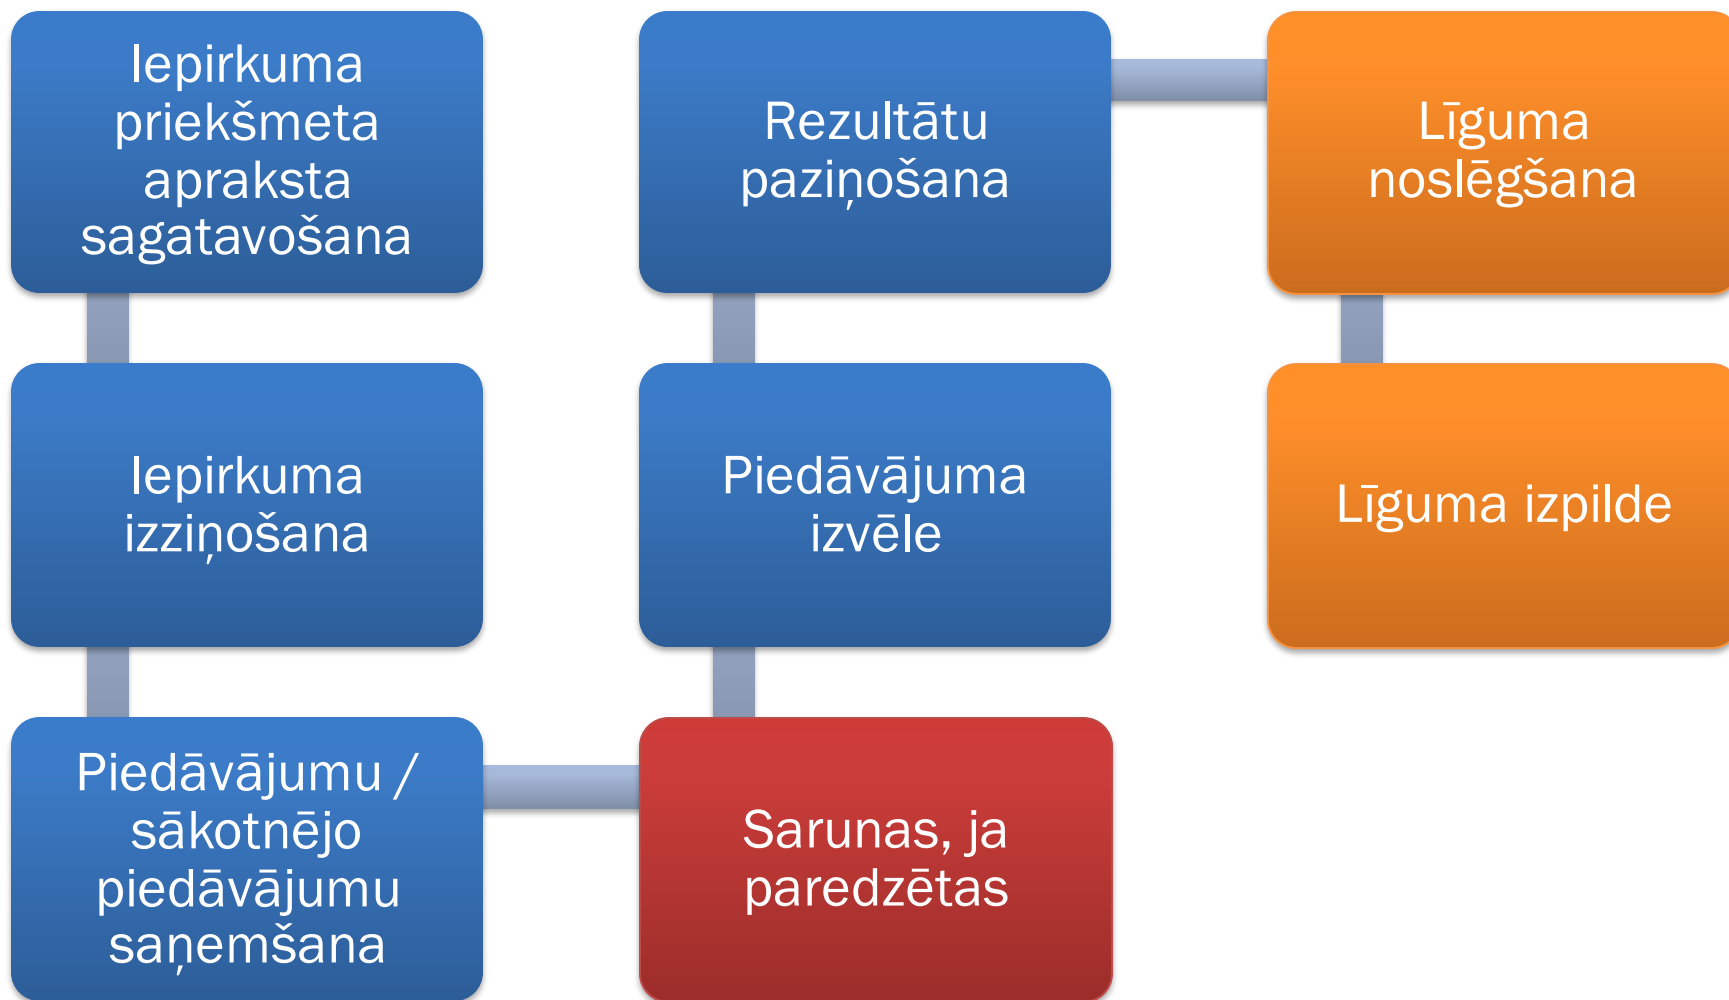 Iepirkuma
priekšmeta
apraksta
sagatavošana
Iepirkuma
izziņošana
Piedāvājumu /
sākotnējo
piedāvājumu
saņemšana
Sarunas, ja
paredzētas
Piedāvājuma
izvēle
Rezultātu
paziņošana
Līguma
noslēgšana
Līguma izpilde